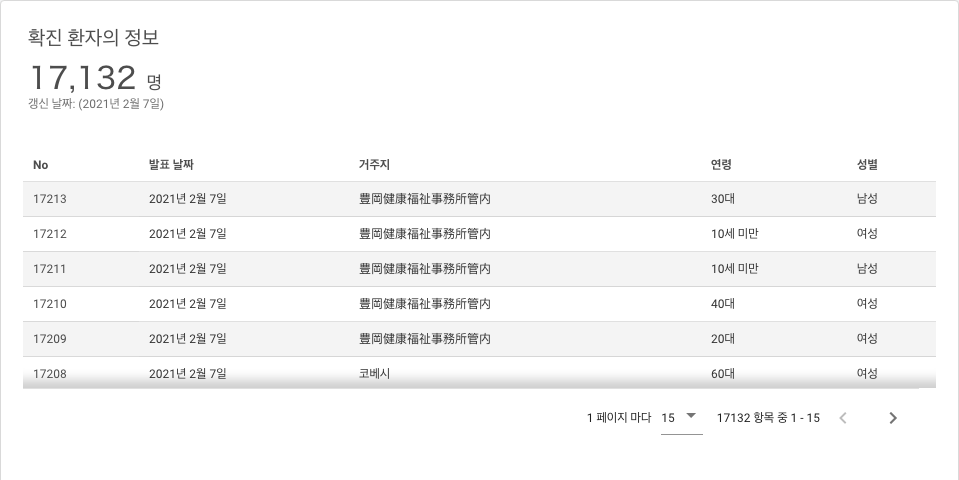 확진 환자의 정보
17,132 명
갱신 날짜: (2021년 2월 7일)
No 발표 날짜 거주지 연령 성별
17213 2021년 2월 7일 豊岡健康福祉事務所管内 30대 남성
17212 2021년 2월 7일 豊岡健康福祉事務所管内 10세 미만 여성
17211 2021년 2월 7일 豊岡健康福祉事務所管内 10세 미만 남성
17210 2021년 2월 7일 豊岡健康福祉事務所管内 40대 여성
17209 2021년 2월 7일 豊岡健康福祉事務所管内 20대 여성
17208 2021년 2월 7일 코베시 60대 여성
1 페이지 마다 15 17132 항목 중 1 - 15